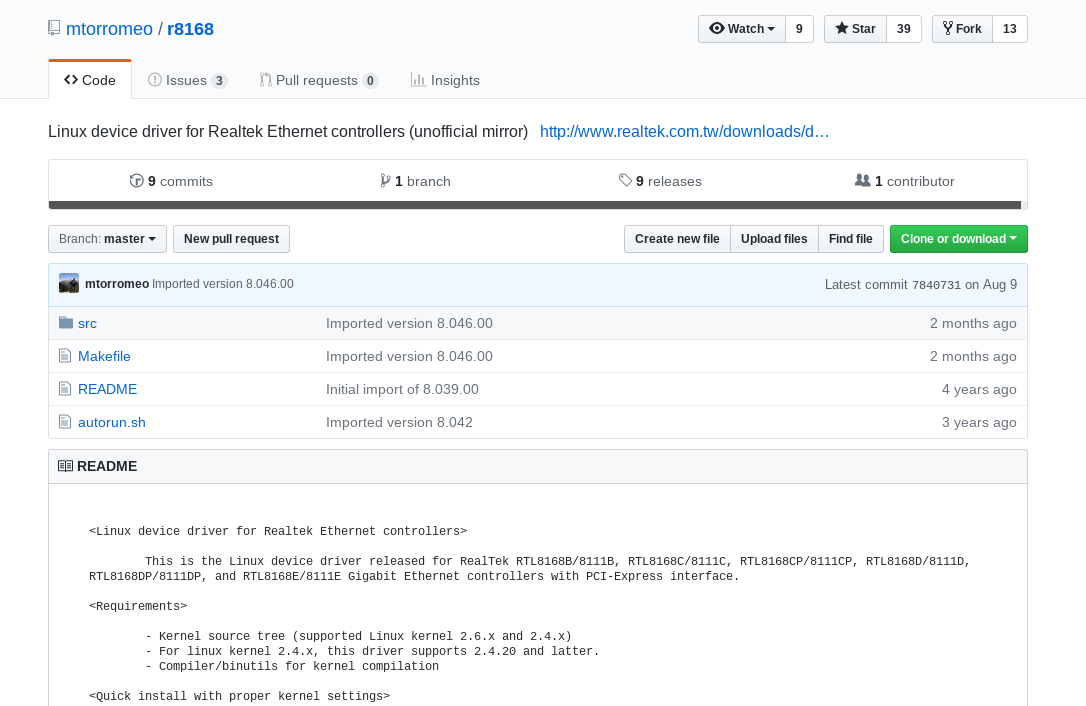 mtorromeo / r8168
Watch 9 Star 39 Fork 13
Code Issues 3 Pull requests 0 Insights
Linux device driver for Realtek Ethernet controllers (unofficial mirror) http://www.realtek.com.tw/downloads/d…
9 commits 1 branch 9 releases 1 contributor
Branch: master New pull request Create new file Upload files Find file Clone or download
mtorromeo Imported version 8.046.00 Latest commit 7840731 on Aug 9
src Imported version 8.046.00 2 months ago
Makefile Imported version 8.046.00 2 months ago
README Initial import of 8.039.00 4 years ago
autorun.sh Imported version 8.042 3 years ago
README
<Linux device driver for Realtek Ethernet controllers>
This is the Linux device driver released for RealTek RTL8168B/8111B, RTL8168C/8111C, RTL8168CP/8111CP, RTL8168D/8111D,
RTL8168DP/8111DP, and RTL8168E/8111E Gigabit Ethernet controllers with PCI-Express interface.
<Requirements>
- Kernel source tree (supported Linux kernel 2.6.x and 2.4.x)
- For linux kernel 2.4.x, this driver supports 2.4.20 and latter.
- Compiler/binutils for kernel compilation
<Quick install with proper kernel settings>